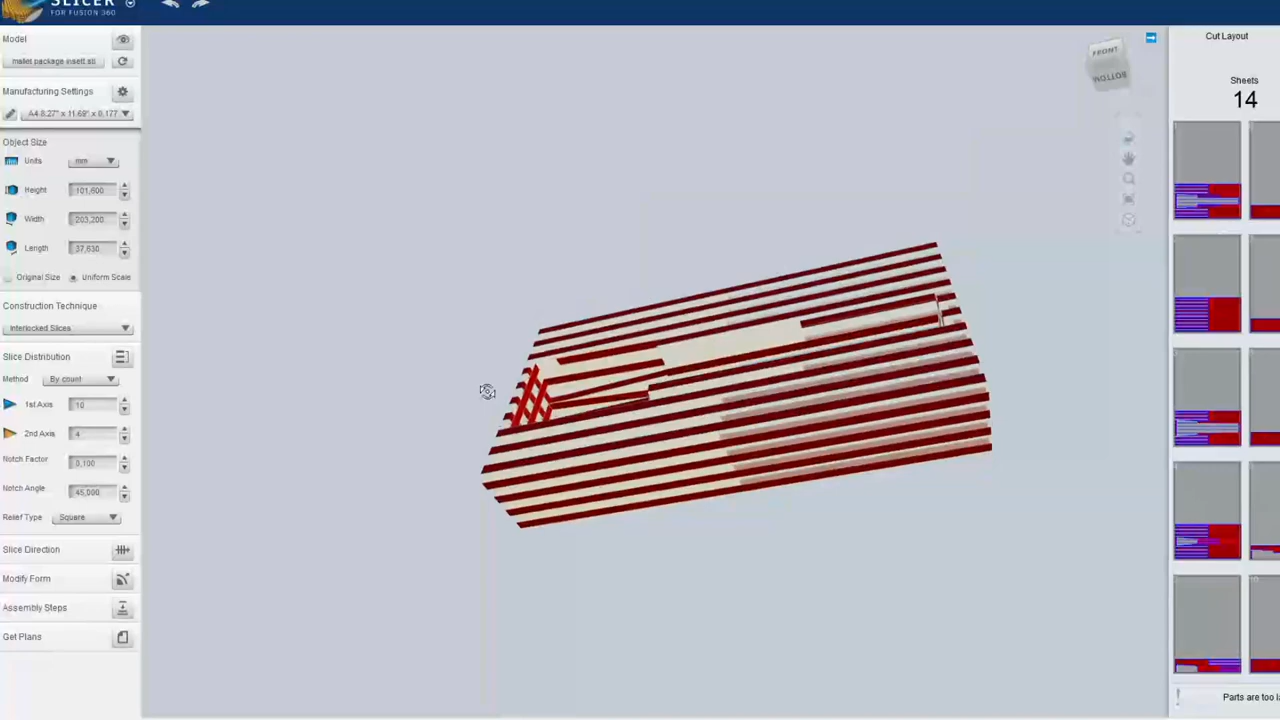 SLICER
FOR FUSION 360
Model
mallet package insett.stl
Manufacturing Settings
A4 8.27" x 11.69" x 0.177
Object Size
Units
mm
Height
101,600
Width
203,200
Length
37,630
Original Size
Uniform Scale
Construction Technique
Interlocked Slices
Slice Distribution
Method
By count
1st Axis
10
2nd Axis
4
Notch Factor
0,100
Notch Angle
45,000
Relief Type
Square
Slice Direction
Modify Form
Assembly Steps
Get Plans
FRONT
BOTTOM
Cut Layout
Sheets
14
Parts are too la